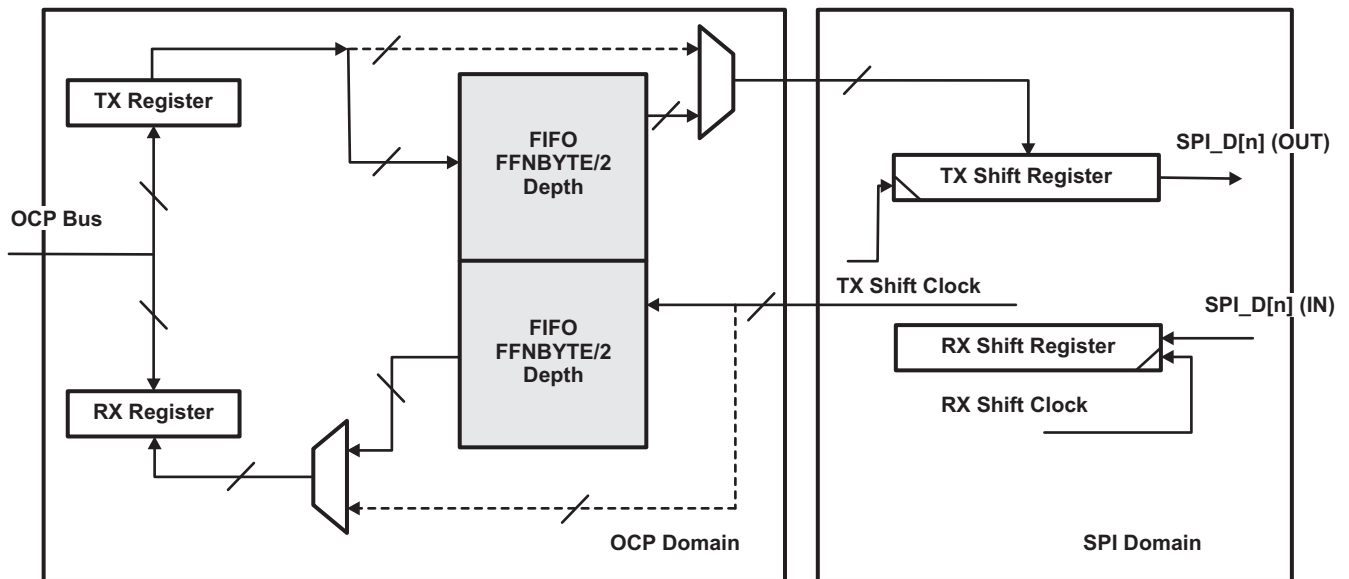 TX Register
FIFO
FFNBYTE/2
Depth
SPI_D[n] (OUT)
TX Shift Register
OCP Bus
TX Shift Clock
SPI_D[n] (IN)
FIFO
FFNBYTE/2
Depth
RX Shift Register
RX Register
RX Shift Clock
OCP Domain
SPI Domain